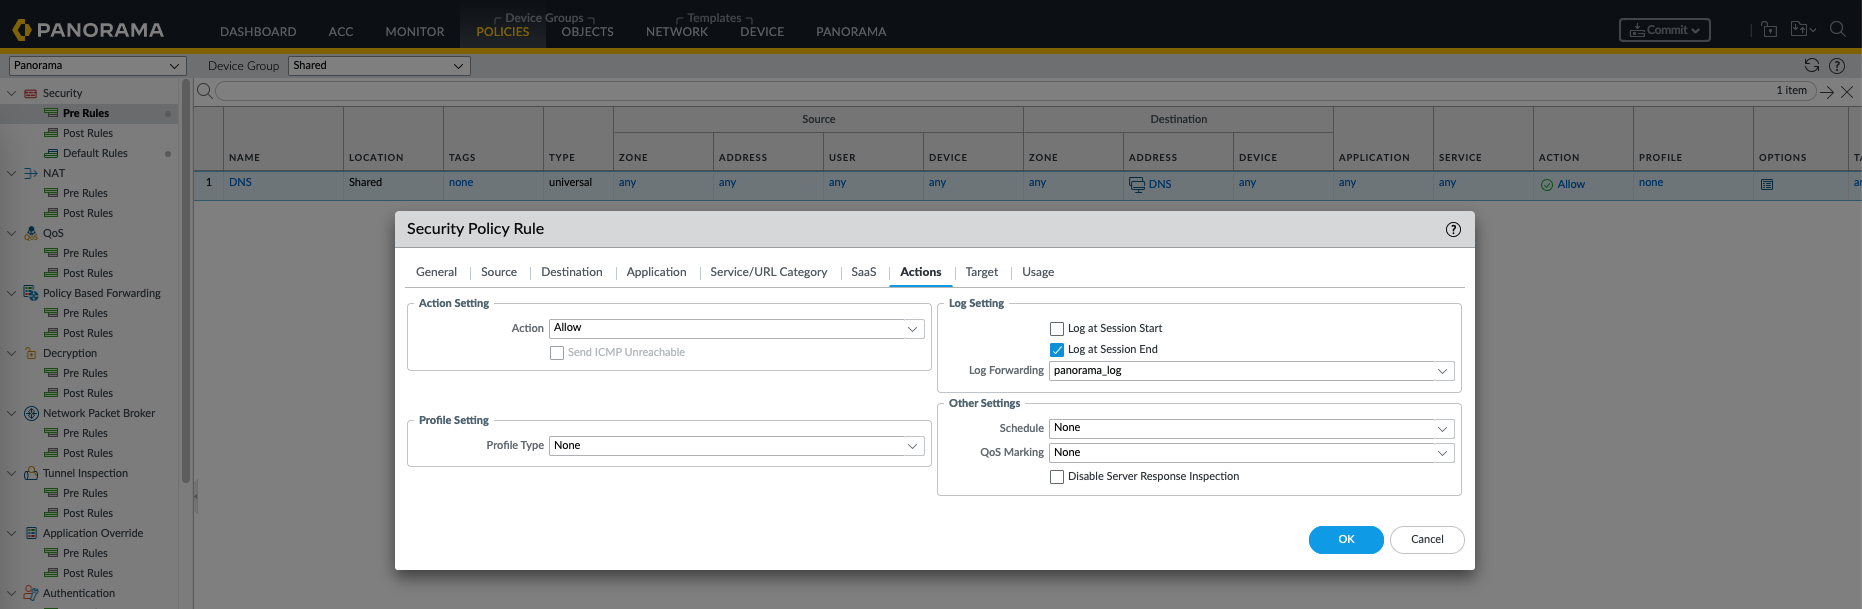 PANORAMA
Device Groups
Templates
DASHBOARD ACC MONITOR POLICIES OBJECTS NETWORK DEVICE PANORAMA
Commit
Panorama
Device Group Shared
Security
Pre Rules
Post Rules
Default Rules
NAT
Pre Rules
Post Rules
QoS
Pre Rules
Post Rules
Policy Based Forwarding
Pre Rules
Post Rules
Decryption
Pre Rules
Post Rules
Network Packet Broker
Pre Rules
Post Rules
Tunnel Inspection
Pre Rules
Post Rules
Application Override
Pre Rules
Post Rules
Authentication
1 item
Source Destination
NAME LOCATION TAGS TYPE ZONE ADDRESS USER DEVICE ZONE ADDRESS DEVICE APPLICATION SERVICE ACTION PROFILE OPTIONS
1 DNS Shared none universal any any any any any DNS any any any Allow none
Security Policy Rule
General Source Destination Application Service/URL Category SaaS Actions Target Usage
Action Setting
Action Allow
Send ICMP Unreachable
Profile Setting
Profile Type None
Log Setting
Log at Session Start
Log at Session End
Log Forwarding panorama_log
Other Settings
Schedule None
QoS Marking None
Disable Server Response Inspection
OK Cancel